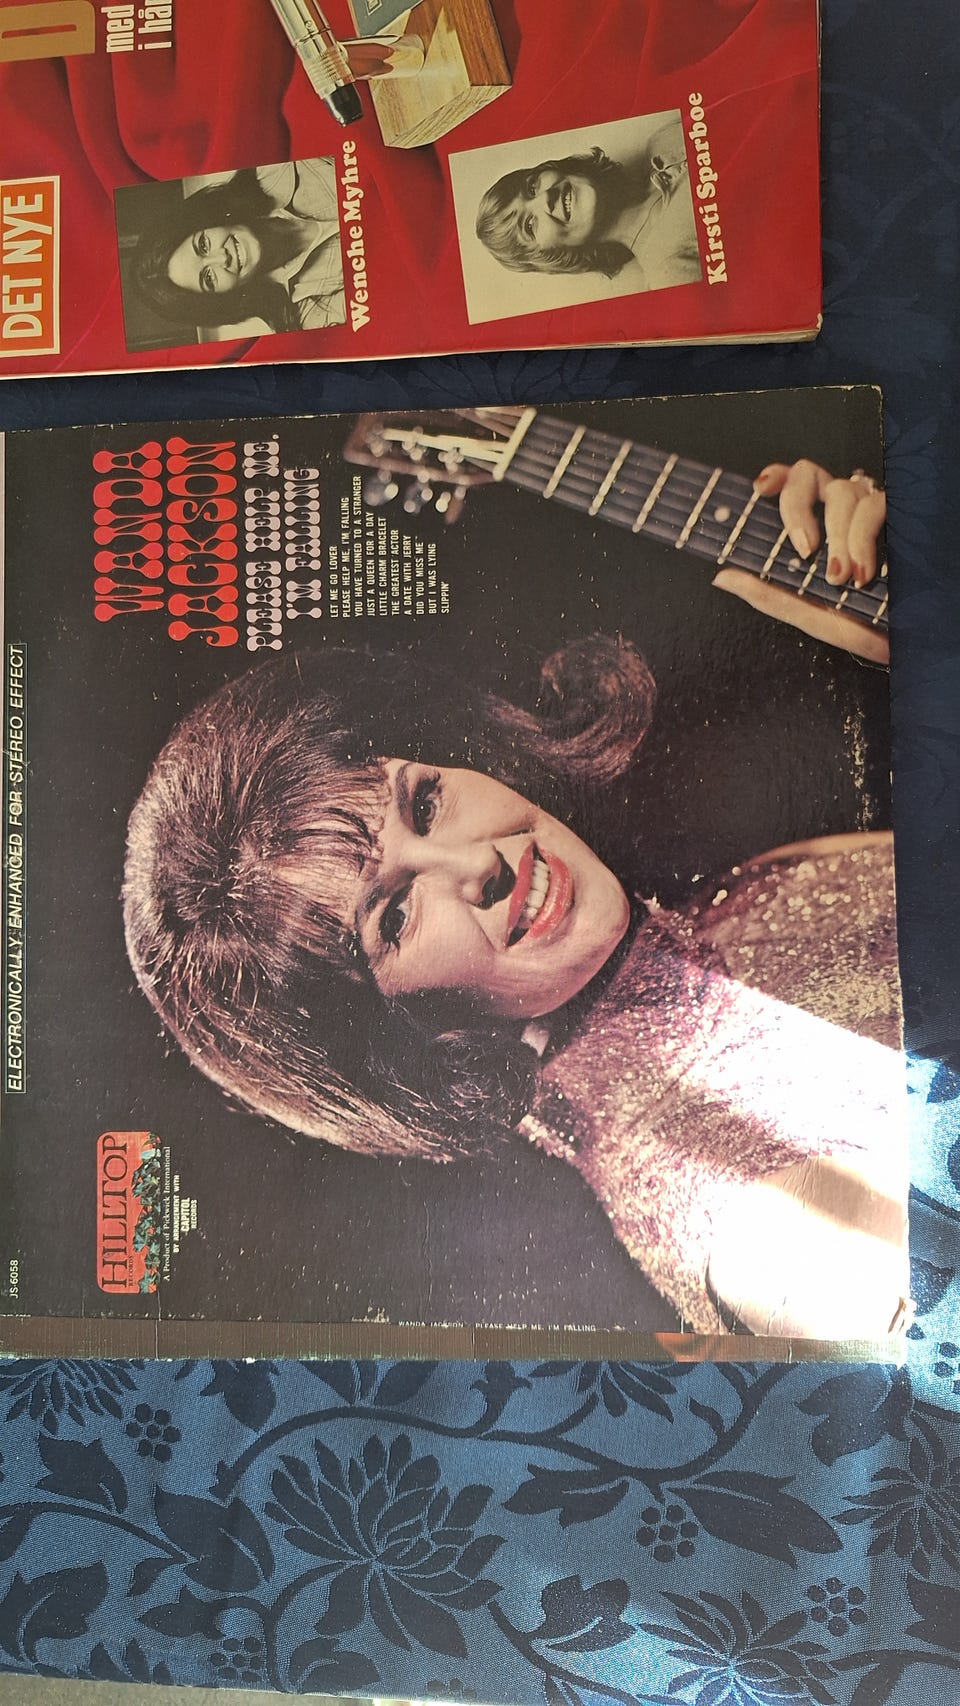 D
med
i hår
DET NYE
Wenche Myhre
Kirsti Sparboe
ELECTRONICALLY ENHANCED FOR STEREO EFFECT
JS-6058
HILLTOP
RECORDS
A Product of Pickwick International
BY ARRANGEMENT WITH
CAPITOL
RECORDS
WANDA
JACKSON
PLEASE HELP ME,
I'M FALLING
LET ME GO LOVER
PLEASE HELP ME, I'M FALLING
YOU HAVE TURNED TO A STRANGER
JUST A QUEEN FOR A DAY
LITTLE CHARM BRACELET
THE GREATEST ACTOR
A DATE WITH JERRY
DID YOU MISS ME
BUT I WAS LYING
SLIPPIN'
WANDA JACKSON PLEASE HELP ME, I'M FALLING